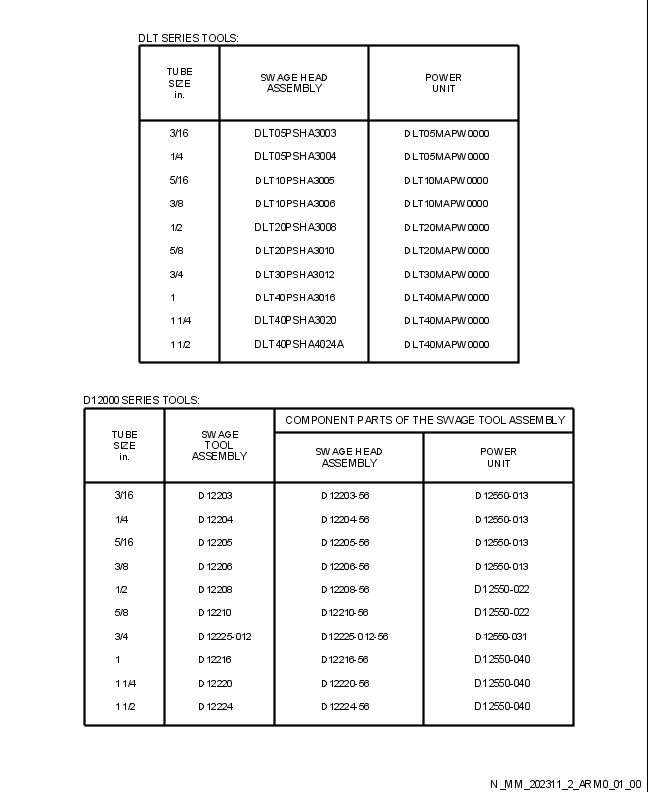 DLT SERIES TOOLS:
TUBE SIZE in. SWAGE HEAD ASSEMBLY POWER UNIT
3/16 DLT05PSHA3003 DLT05MAPW0000
1/4 DLT05PSHA3004 DLT05MAPW0000
5/16 DLT10PSHA3005 DLT10MAPW0000
3/8 DLT10PSHA3006 DLT10MAPW0000
1/2 DLT20PSHA3008 DLT20MAPW0000
5/8 DLT20PSHA3010 DLT20MAPW0000
3/4 DLT30PSHA3012 DLT30MAPW0000
1 DLT40PSHA3016 DLT40MAPW0000
1 1/4 DLT40PSHA3020 DLT40MAPW0000
1 1/2 DLT40PSHA4024A DLT40MAPW0000
D12000 SERIES TOOLS:
COMPONENT PARTS OF THE SWAGE TOOL ASSEMBLY
TUBE SIZE in. SWAGE TOOL ASSEMBLY SWAGE HEAD ASSEMBLY POWER UNIT
3/16 D12203 D12203-56 D12550-013
1/4 D12204 D12204-56 D12550-013
5/16 D12205 D12205-56 D12550-013
3/8 D12206 D12206-56 D12550-013
1/2 D12208 D12208-56 D12550-022
5/8 D12210 D12210-56 D12550-022
3/4 D12225-012 D12225-012-56 D12550-031
1 D12216 D12216-56 D12550-040
1 1/4 D12220 D12220-56 D12550-040
1 1/2 D12224 D12224-56 D12550-040
N_MM_202311_2_ARM0_01_00